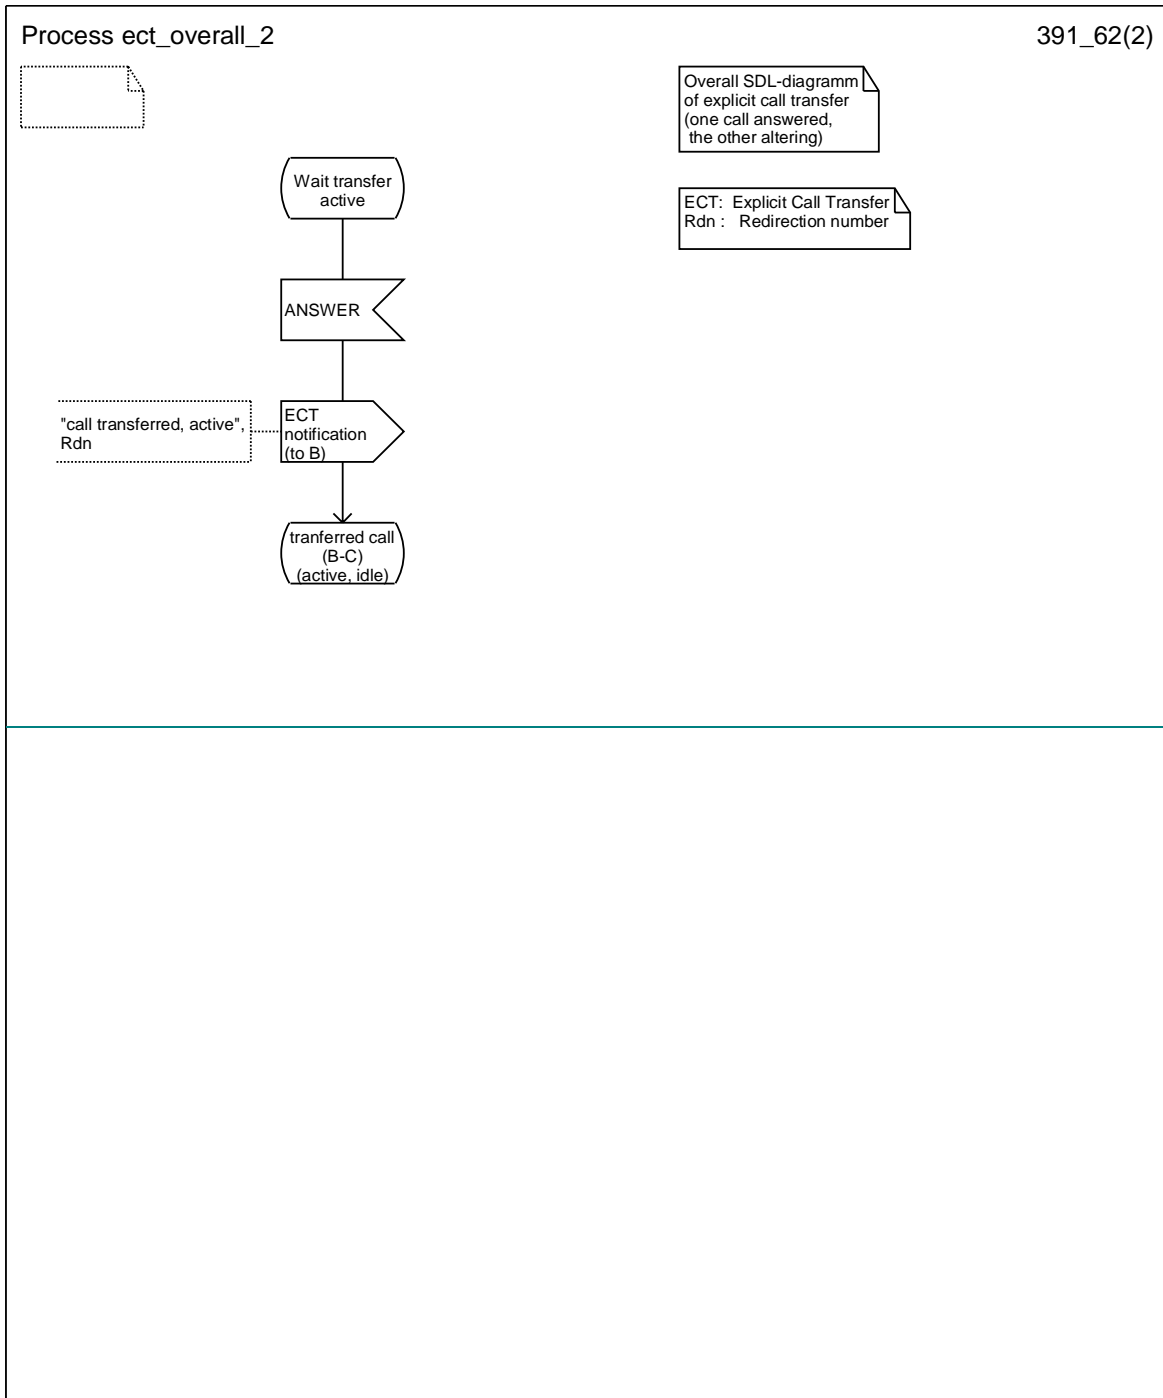 Process ect_overall_2
391_62(2)
Overall SDL-diagramm
of explicit call transfer
(one call answered,
the other altering)
Wait transfer
active
ECT:  Explicit Call Transfer
Rdn :   Redirection number
ANSWER
"call transferred, active",
Rdn
ECT
notification
(to B)
tranferred call
(B-C)
(active, idle)